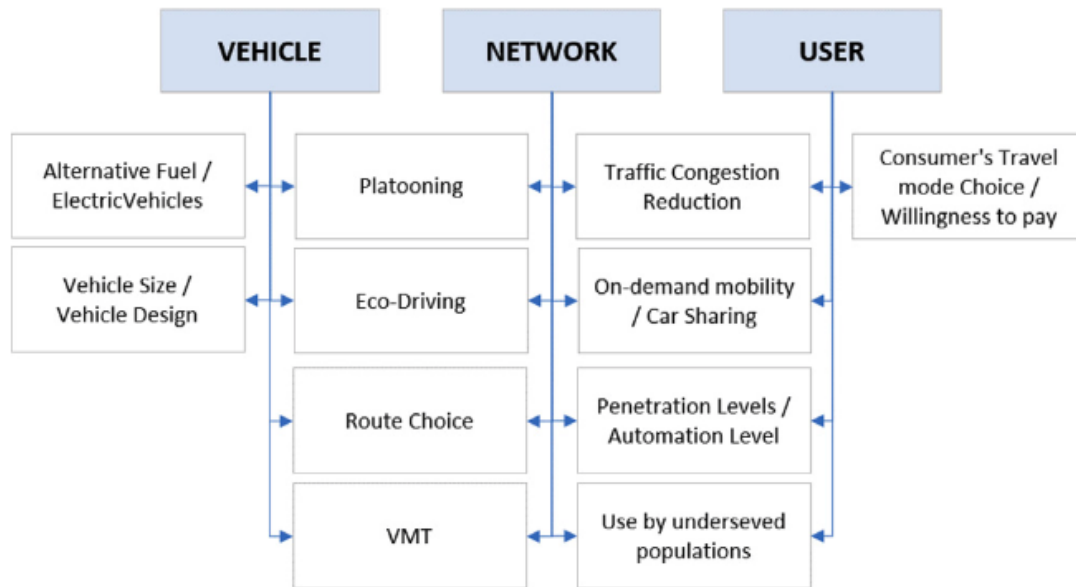 VEHICLE
NETWORK
USER
Alternative Fuel /
ElectricVehicles
Platooning
Traffic Congestion
Reduction
Consumer's Travel
mode Choice /
Willingness to pay
Vehicle Size /
Vehicle Design
Eco-Driving
On-demand mobility
/ Car Sharing
Route Choice
Penetration Levels /
Automation Level
VMT
Use by underseved
populations